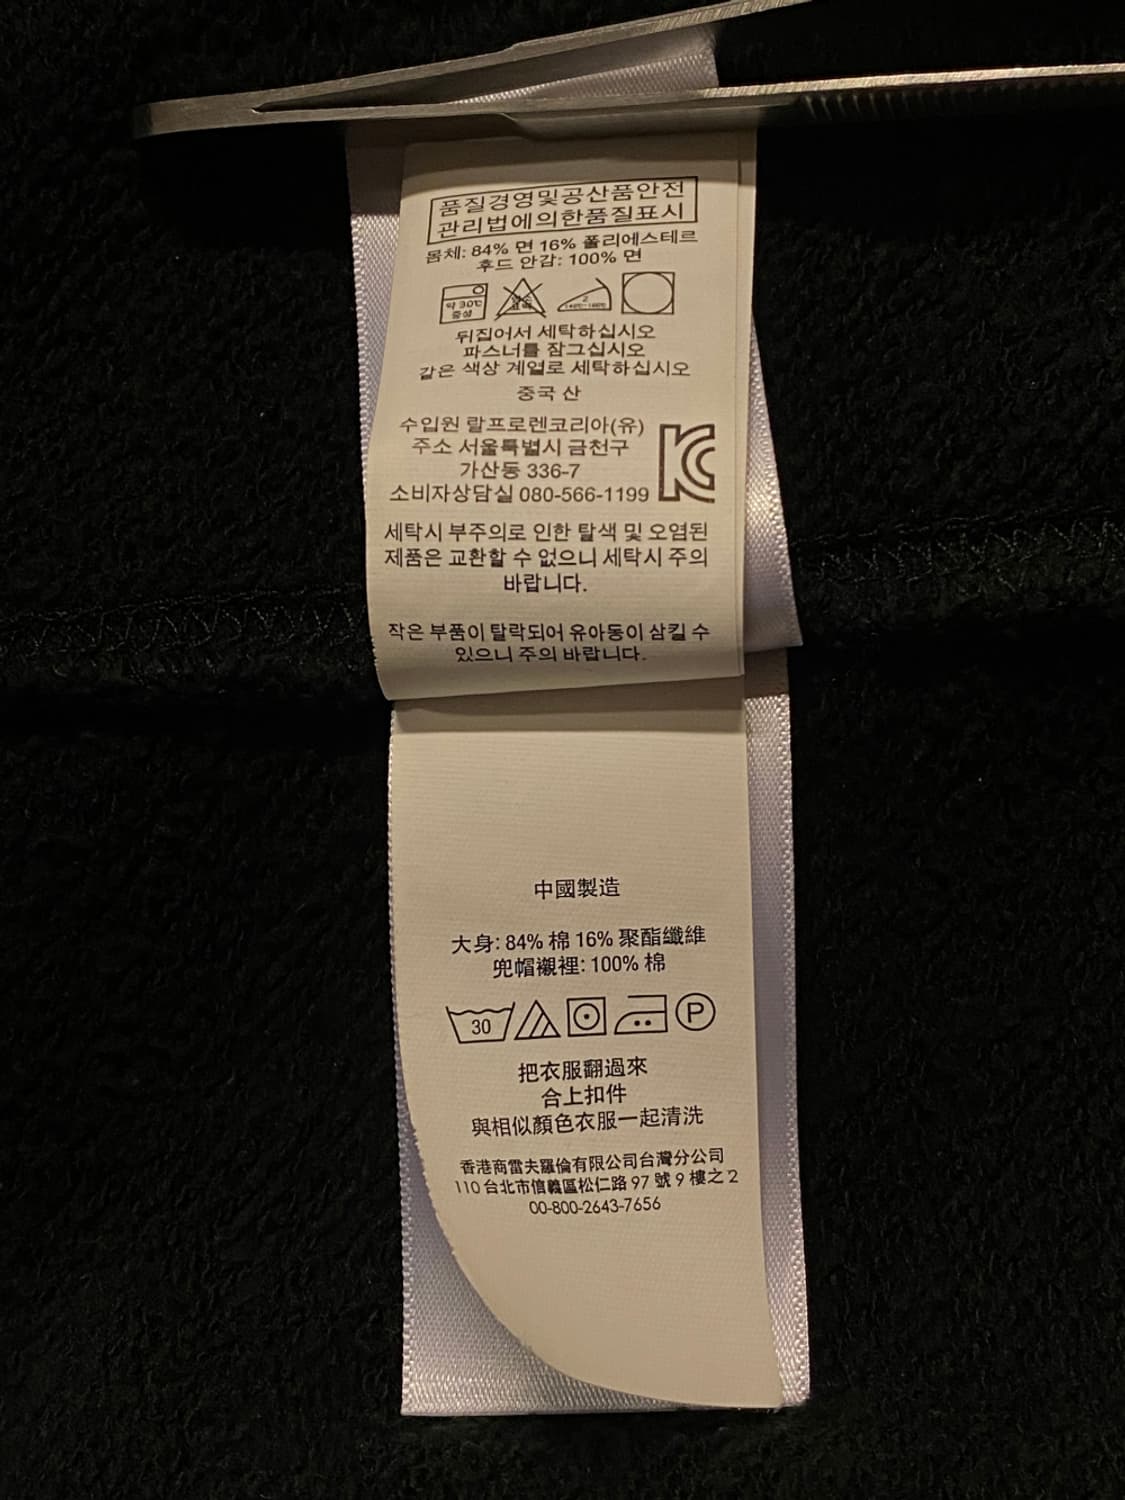 품질경영및공산품안전
관리법에의한품질표시
몸체: 84% 면 16% 폴리에스테르
후드 안감: 100% 면
약 30℃
중성
뒤집어서 세탁하십시오
파스너를 잠그십시오
같은 색상 계열로 세탁하십시오
중국 산
수입원 랄프로렌코리아(유)
주소 서울특별시 금천구
가산동 336-7
소비자상담실 080-566-1199
세탁시 부주의로 인한 탈색 및 오염된
제품은 교환할 수 없으니 세탁시 주의
바랍니다.
작은 부품이 탈락되어 유아동이 삼킬 수
있으니 주의 바랍니다.
中國製造
大身: 84% 棉 16% 聚酯纖維
兜帽襯裡: 100% 棉
30 P
把衣服翻過來
合上扣件
與相似顏色衣服一起清洗
香港商雷夫羅倫有限公司台灣分公司
110 台北市信義區松仁路 97 號 9 樓之 2
00-800-2643-7656